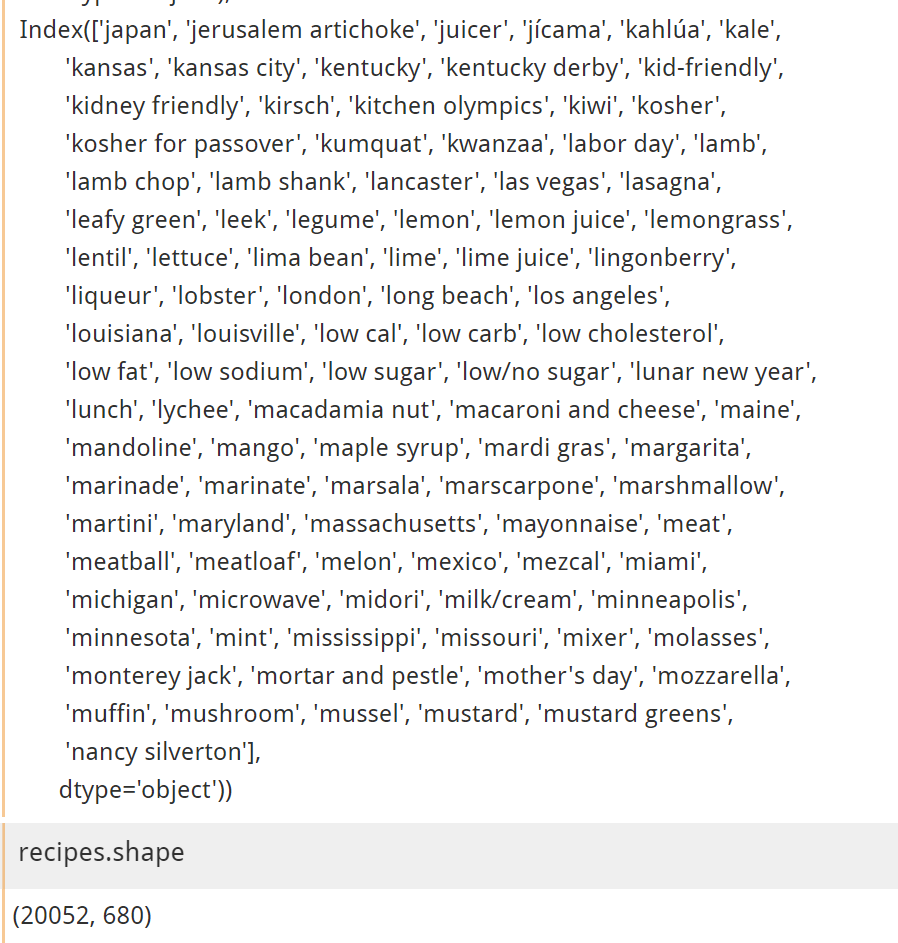 Index(['japan', 'jerusalem artichoke', 'juicer', 'jícama', 'kahlúa', 'kale',
'kansas', 'kansas city', 'kentucky', 'kentucky derby', 'kid-friendly',
'kidney friendly', 'kirsch', 'kitchen olympics', 'kiwi', 'kosher',
'kosher for passover', 'kumquat', 'kwanzaa', 'labor day', 'lamb',
'lamb chop', 'lamb shank', 'lancaster', 'las vegas', 'lasagna',
'leafy green', 'leek', 'legume', 'lemon', 'lemon juice', 'lemongrass',
'lentil', 'lettuce', 'lima bean', 'lime', 'lime juice', 'lingonberry',
'liqueur', 'lobster', 'london', 'long beach', 'los angeles',
'louisiana', 'louisville', 'low cal', 'low carb', 'low cholesterol',
'low fat', 'low sodium', 'low sugar', 'low/no sugar', 'lunar new year',
'lunch', 'lychee', 'macadamia nut', 'macaroni and cheese', 'maine',
'mandoline', 'mango', 'maple syrup', 'mardi gras', 'margarita',
'marinade', 'marinate', 'marsala', 'marscarpone', 'marshmallow',
'martini', 'maryland', 'massachusetts', 'mayonnaise', 'meat',
'meatball', 'meatloaf', 'melon', 'mexico', 'mezcal', 'miami',
'michigan', 'microwave', 'midori', 'milk/cream', 'minneapolis',
'minnesota', 'mint', 'mississippi', 'missouri', 'mixer', 'molasses',
'monterey jack', 'mortar and pestle', 'mother's day', 'mozzarella',
'muffin', 'mushroom', 'mussel', 'mustard', 'mustard greens',
'nancy silverton'],
dtype='object'))
recipes.shape
(20052, 680)